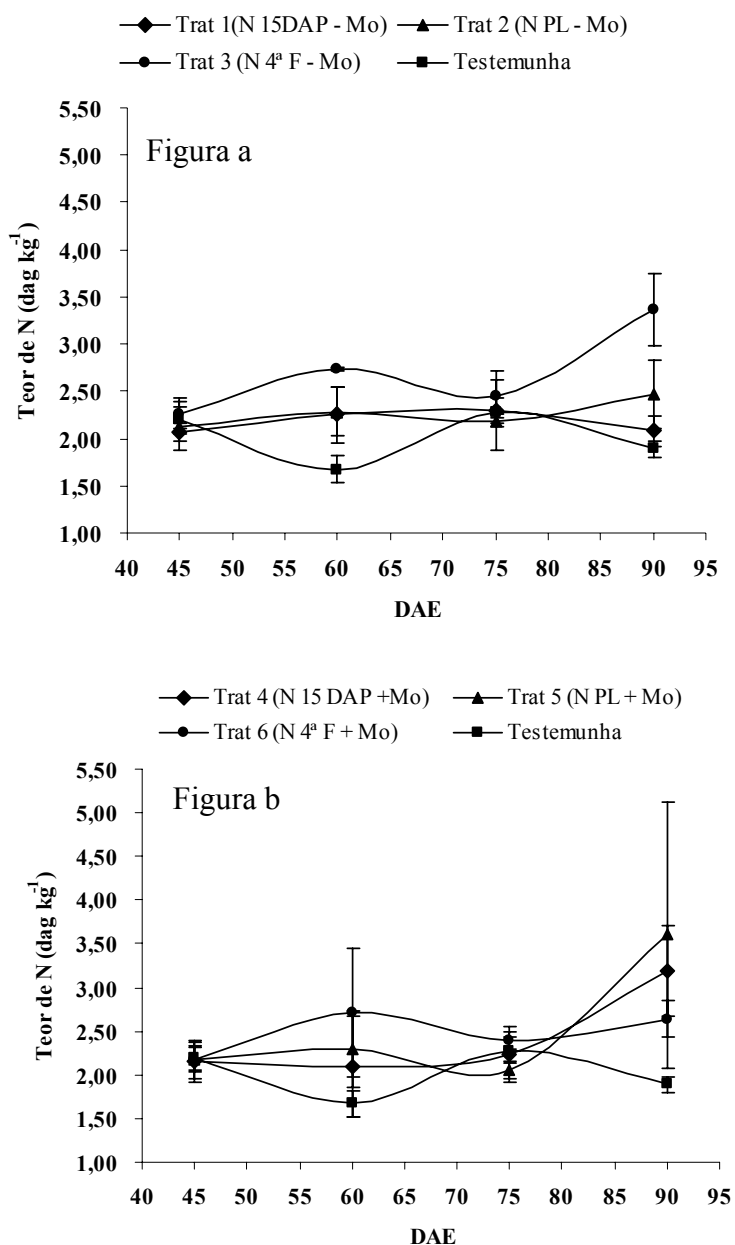 Trat 1(N 15DAP - Mo) Trat 2 (N PL - Mo)
Trat 3 (N 4ª F - Mo) Testemunha
5,50
5,00
4,50
4,00
3,50
3,00
2,50
2,00
1,50
1,00
Figura a
Teor de N (dag kg-1)
40 45 50 55 60 65 70 75 80 85 90 95
DAE
Trat 4 (N 15 DAP +Mo) Trat 5 (N PL + Mo)
Trat 6 (N 4ª F + Mo) Testemunha
5,50
5,00
4,50
4,00
3,50
3,00
2,50
2,00
1,50
1,00
Figura b
Teor de N (dag kg-1)
40 45 50 55 60 65 70 75 80 85 90 95
DAE